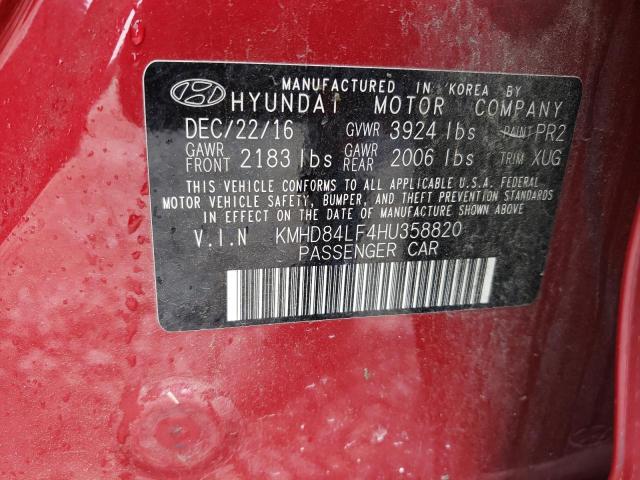 MANUFACTURED IN KOREA BY
HYUNDAI MOTOR COMPANY
DEC/22/16 GVWR 3924 lbs PAINT PR2
GAWR FRONT 2183 lbs GAWR REAR 2006 lbs TRIM XUG
THIS VEHICLE CONFORMS TO ALL APPLICABLE U.S.A. FEDERAL
MOTOR VEHICLE SAFETY, BUMPER, AND THEFT PREVENTION STANDARDS
IN EFFECT ON THE DATE OF MANUFACTURE SHOWN ABOVE
V.I.N KMHD84LF4HU358820
PASSENGER CAR